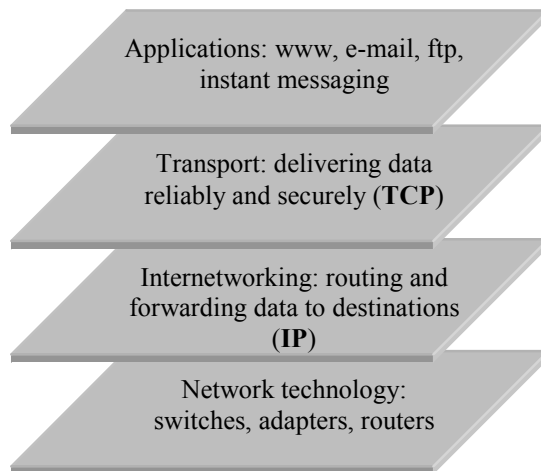 Applications: www, e-mail, ftp,
instant messaging
Transport: delivering data
reliably and securely (TCP)
Internetworking: routing and
forwarding data to destinations
(IP)
Network technology:
switches, adapters, routers